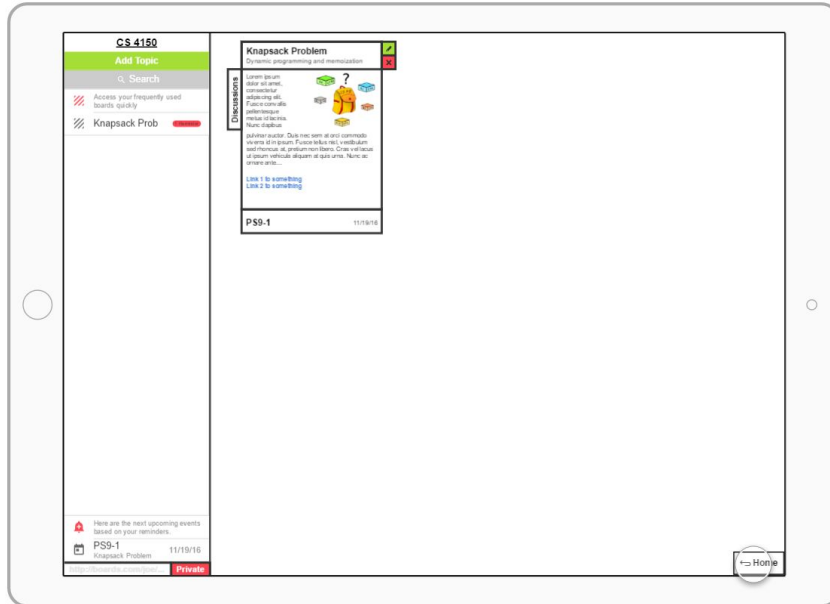 CS 4150
Add Topic
Search
Access your frequently used
boards quickly
Knapsack Prob
Here are the next upcoming events
based on your reminders.
PS9-1
Knapsack Problem
11/19/16
http://boards.com/joe/...
Private
Knapsack Problem
Dynamic programming and memoization
Discussions
Lorem ipsum
dolor sit amet,
consectetur
adipiscing elit.
Fusce convallis
pellentesque
metus id lacinia.
Nunc dapibus
pulvinar auctor. Duis nec sem at orci commodo
viverra id in ipsum. Fusce tellus nisl, vestibulum
sed rhoncus at, pretium non libero. Cras vel lacus
ut ipsum vehicula aliquam at quis urna. Nunc ac
ornare ante....
?
Link 1 to something
Link 2 to something
PS9-1
11/19/16
Home